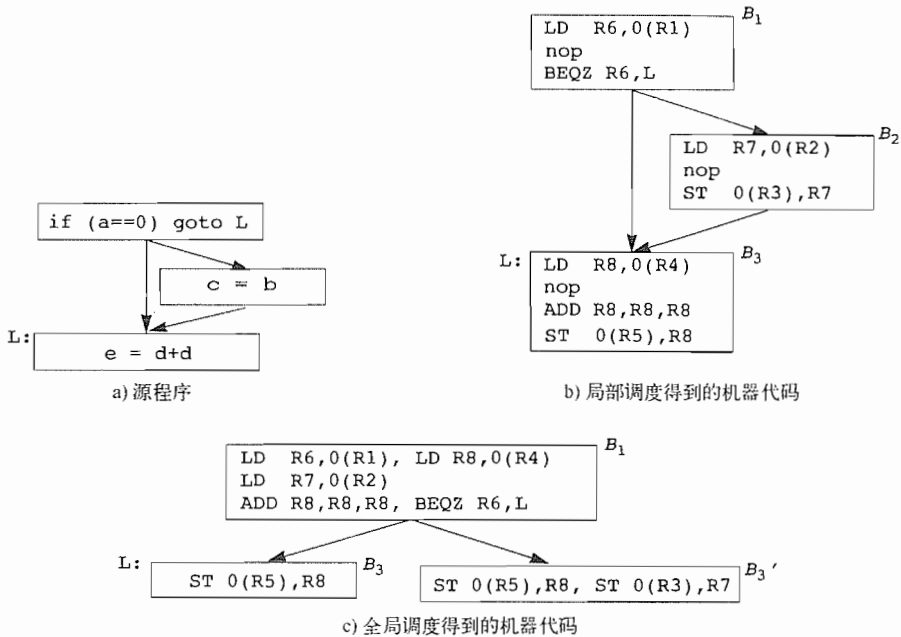 B1
LD R6,0(R1)
nop
BEQZ R6,L
B2
LD R7,0(R2)
nop
ST 0(R3),R7
if (a==0) goto L
c = b
L:
e = d+d
a) 源程序
L:
B3
LD R8,0(R4)
nop
ADD R8,R8,R8
ST 0(R5),R8
b) 局部调度得到的机器代码
B1
LD R6,0(R1), LD R8,0(R4)
LD R7,0(R2)
ADD R8,R8,R8, BEQZ R6,L
L:
B3
ST 0(R5),R8
B3'
ST 0(R5),R8, ST 0(R3),R7
c) 全局调度得到的机器代码